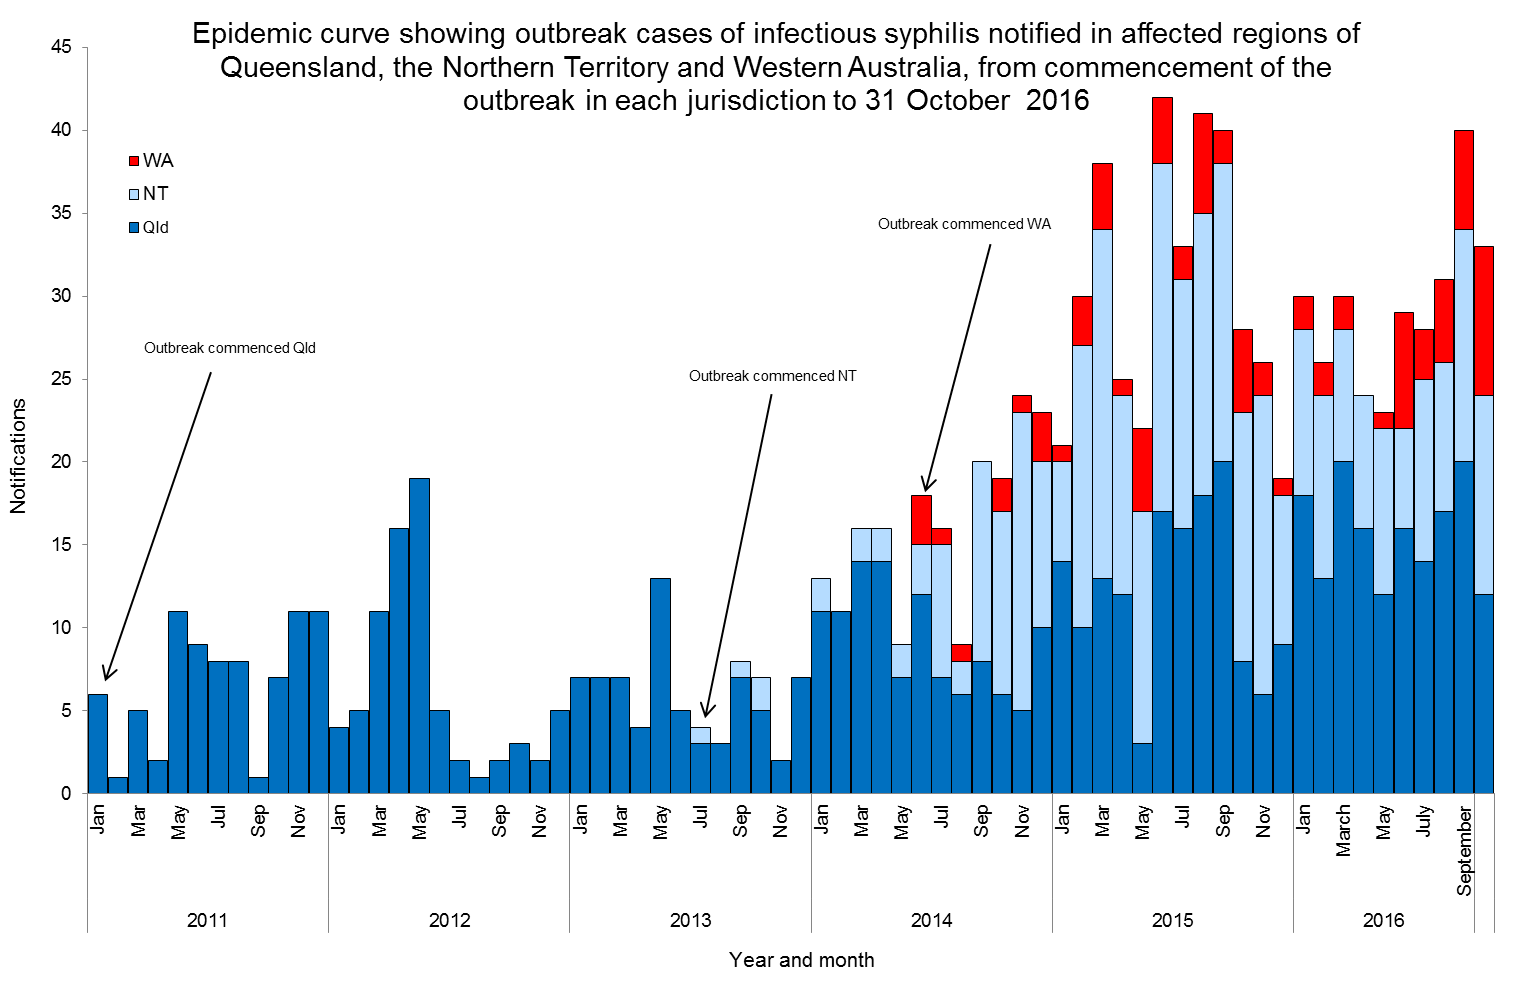 Epidemic curve showing outbreak cases of infectious syphilis notified in affected regions of
Queensland, the Northern Territory and Western Australia, from commencement of the
outbreak in each jurisdiction to 31 October 2016
45
40
35
30
25
20
15
10
5
0
Notifications
WA
NT
Qld
Outbreak commenced Qld
Outbreak commenced NT
Outbreak commenced WA
Jan Mar May Jul Sep Nov Jan Mar May Jul Sep Nov Jan Mar May Jul Sep Nov Jan Mar May Jul Sep Nov Jan Mar May Jul Sep Nov Jan March May July September
2011 2012 2013 2014 2015 2016
Year and month